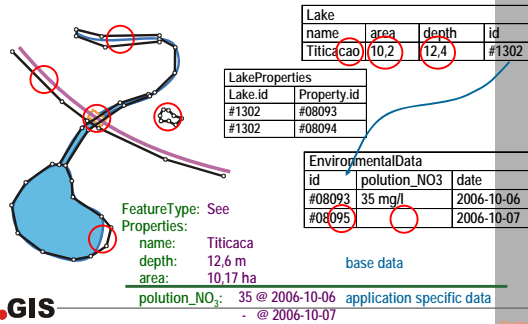 Lake
name area depth id
Titicacao 10,2 12,4 #1302
LakeProperties
Lake.id Property.id
#1302 #08093
#1302 #08094
EnvironmentalData
id polution_NO3 date
#08093 35 mg/l 2006-10-06
#08095 2006-10-07
FeatureType: See
Properties:
name: Titicaca
depth: 12,6 m
area: 10,17 ha
base data
polution_NO3: 35 @ 2006-10-06 application specific data
- @ 2006-10-07
GIS